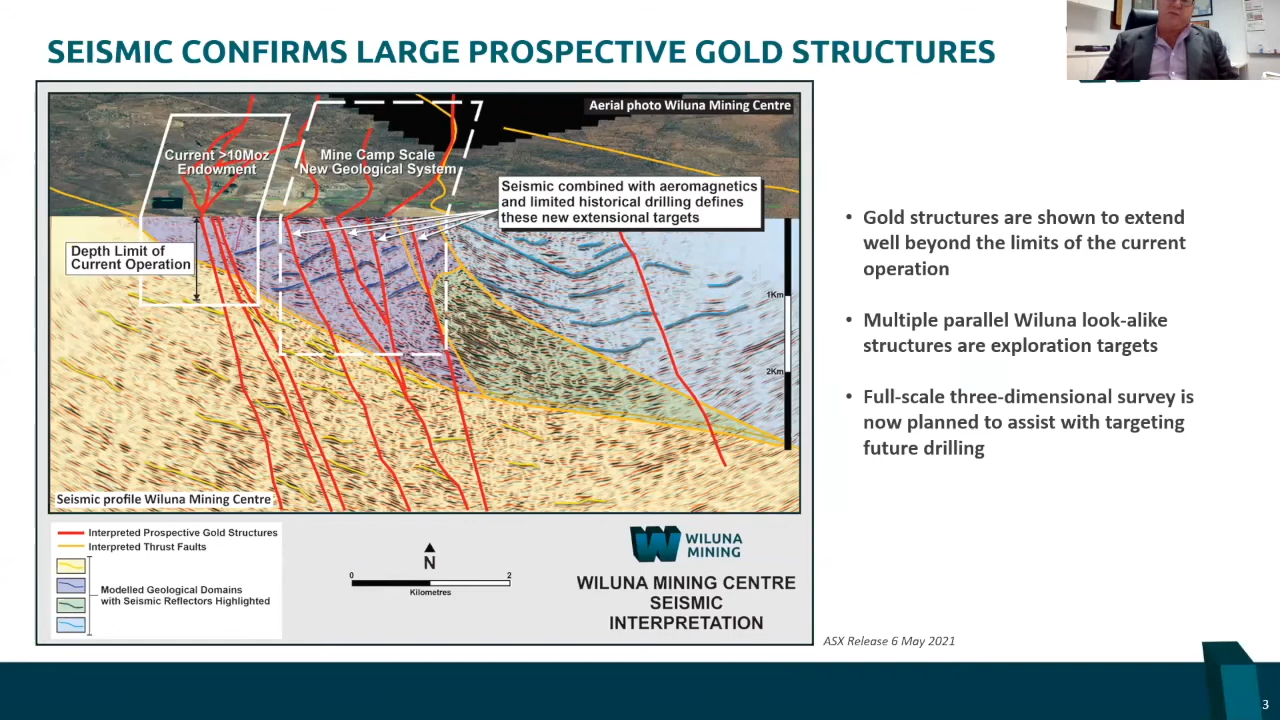 SEISMIC CONFIRMS LARGE PROSPECTIVE GOLD STRUCTURES
Aerial photo Wiluna Mining Centre
Current >10Moz
Endowment
Mine Camp Scale
New Geological System
Seismic combined with aeromagnetics
and limited historical drilling defines
these new extensional targets
Depth Limit of
Current Operation
1Km
2Km
Seismic profile Wiluna Mining Centre
Interpreted Prospective Gold Structures
Interpreted Thrust Faults
Modelled Geological Domains
with Seismic Reflectors Highlighted
N
0 2
Kilometres
WILUNA
MINING
WILUNA MINING CENTRE
SEISMIC
INTERPRETATION
• Gold structures are shown to extend
well beyond the limits of the current
operation
• Multiple parallel Wiluna look-alike
structures are exploration targets
• Full-scale three-dimensional survey is
now planned to assist with targeting
future drilling
ASX Release 6 May 2021
3